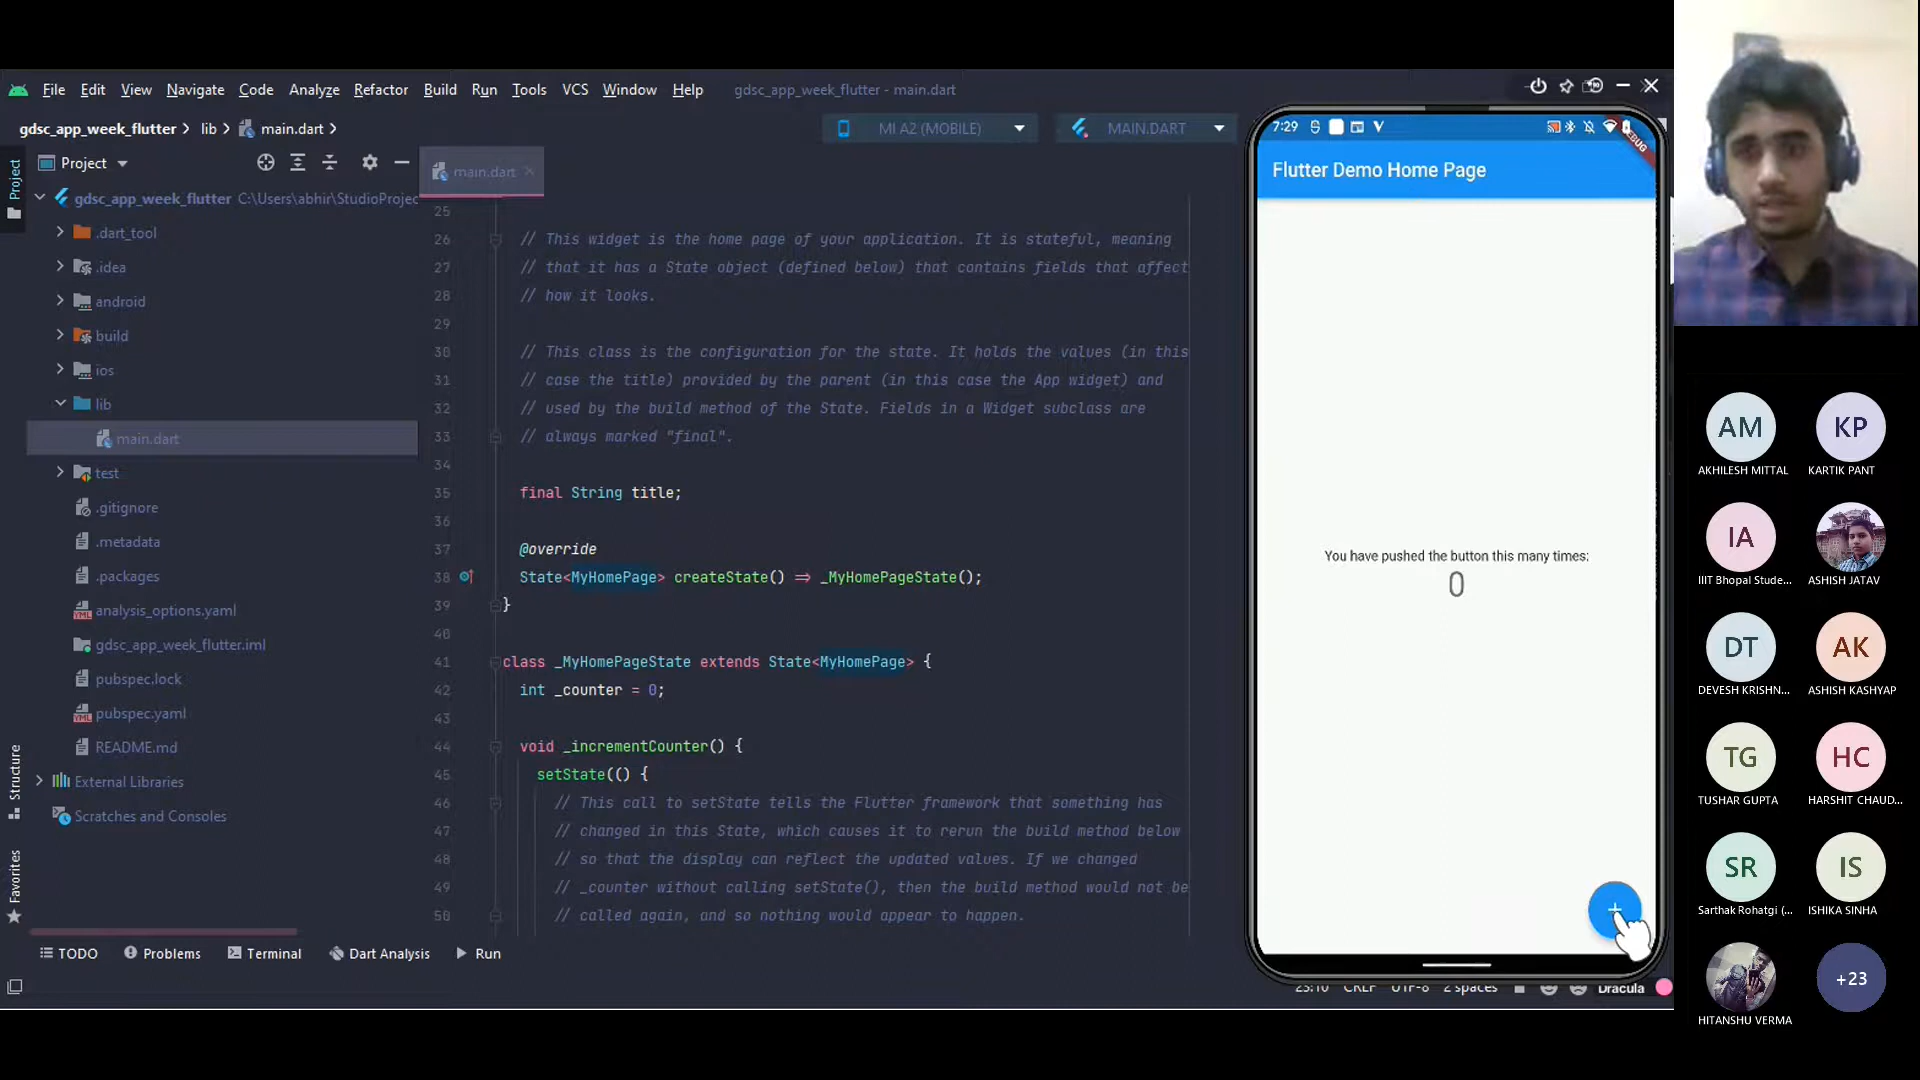 File Edit View Navigate Code Analyze Refactor Build Run Tools VCS Window Help gdsc_app_week_flutter - main.dart
gdsc_app_week_flutter lib main.dart
MI A2 (MOBILE) MAIN.DART
Project
Project
main.dart
gdsc_app_week_flutter C:\Users\abhir\StudioProjec
.dart_tool
.idea
android
build
ios
lib
main.dart
test
.gitignore
.metadata
.packages
analysis_options.yaml
gdsc_app_week_flutter.iml
pubspec.lock
pubspec.yaml
README.md
External Libraries
Scratches and Consoles
Structure
Favorites
25
26 // This widget is the home page of your application. It is stateful, meaning
27 // that it has a State object (defined below) that contains fields that affect
28 // how it looks.
29
30 // This class is the configuration for the state. It holds the values (in this
31 // case the title) provided by the parent (in this case the App widget) and
32 // used by the build method of the State. Fields in a Widget subclass are
33 // always marked "final".
34
35 final String title;
36
37 @override
38 State<MyHomePage> createState() => _MyHomePageState();
39 }
40
41 class _MyHomePageState extends State<MyHomePage> {
42 int _counter = 0;
43
44 void _incrementCounter() {
45 setState(() {
46 // This call to setState tells the Flutter framework that something has
47 // changed in this State, which causes it to rerun the build method below
48 // so that the display can reflect the updated values. If we changed
49 // _counter without calling setState(), then the build method would not be
50 // called again, and so nothing would appear to happen.
TODO Problems Terminal Dart Analysis Run
23:10 CRLF UTF-8 2 spaces Dracula
7:29
DEBUG
Flutter Demo Home Page
You have pushed the button this many times:
0
+
AM KP
AKHILESH MITTAL KARTIK PANT
IA
IIIT Bhopal Stude... ASHISH JATAV
DT AK
DEVESH KRISHN... ASHISH KASHYAP
TG HC
TUSHAR GUPTA HARSHIT CHAUD...
SR IS
Sarthak Rohatgi (... ISHIKA SINHA
+23
HITANSHU VERMA